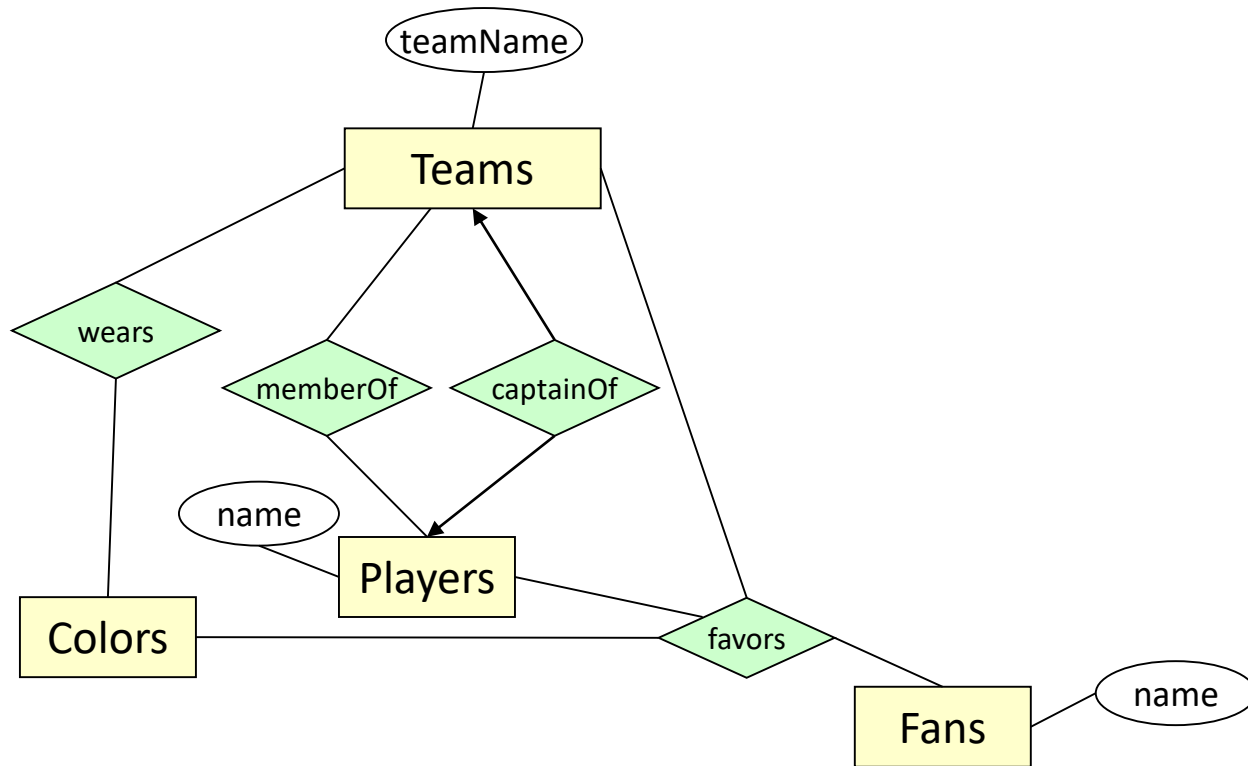 teamName
Teams
wears
memberOf
captainOf
name
Players
Colors
favors
name
Fans